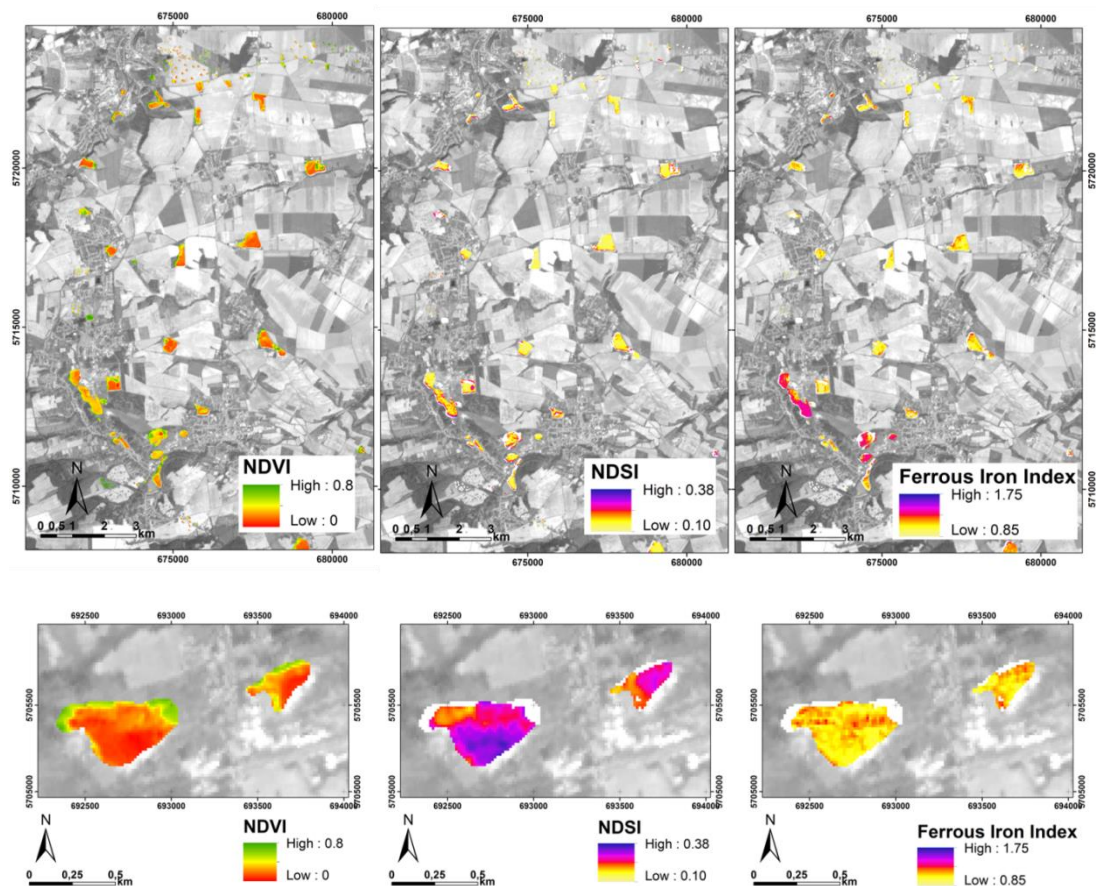 675000 680000 675000 680000 675000 680000
5720000 5720000
5715000 5715000
5710000 5710000
N N N
NDVI NDSI Ferrous Iron Index
High : 0.8 High : 0.38 High : 1.75
Low : 0 Low : 0.10 Low : 0.85
0 0.5 1 2 3 0 0.5 1 2 3 0 0.5 1 2 3
km km km
675000 680000 675000 680000 675000 680000
692500 693000 693500 694000 692500 693000 693500 694000 692500 693000 693500 694000
5705500 5705500 5705500
5705000 5705000 5705000
692500 693000 693500 694000 692500 693000 693500 694000 692500 693000 693500 694000
N N N
NDVI NDSI Ferrous Iron Index
High : 0.8 High : 0.38 High : 1.75
Low : 0 Low : 0.10 Low : 0.85
0 0,25 0,5 0 0,25 0,5 0 0,25 0,5
km km km